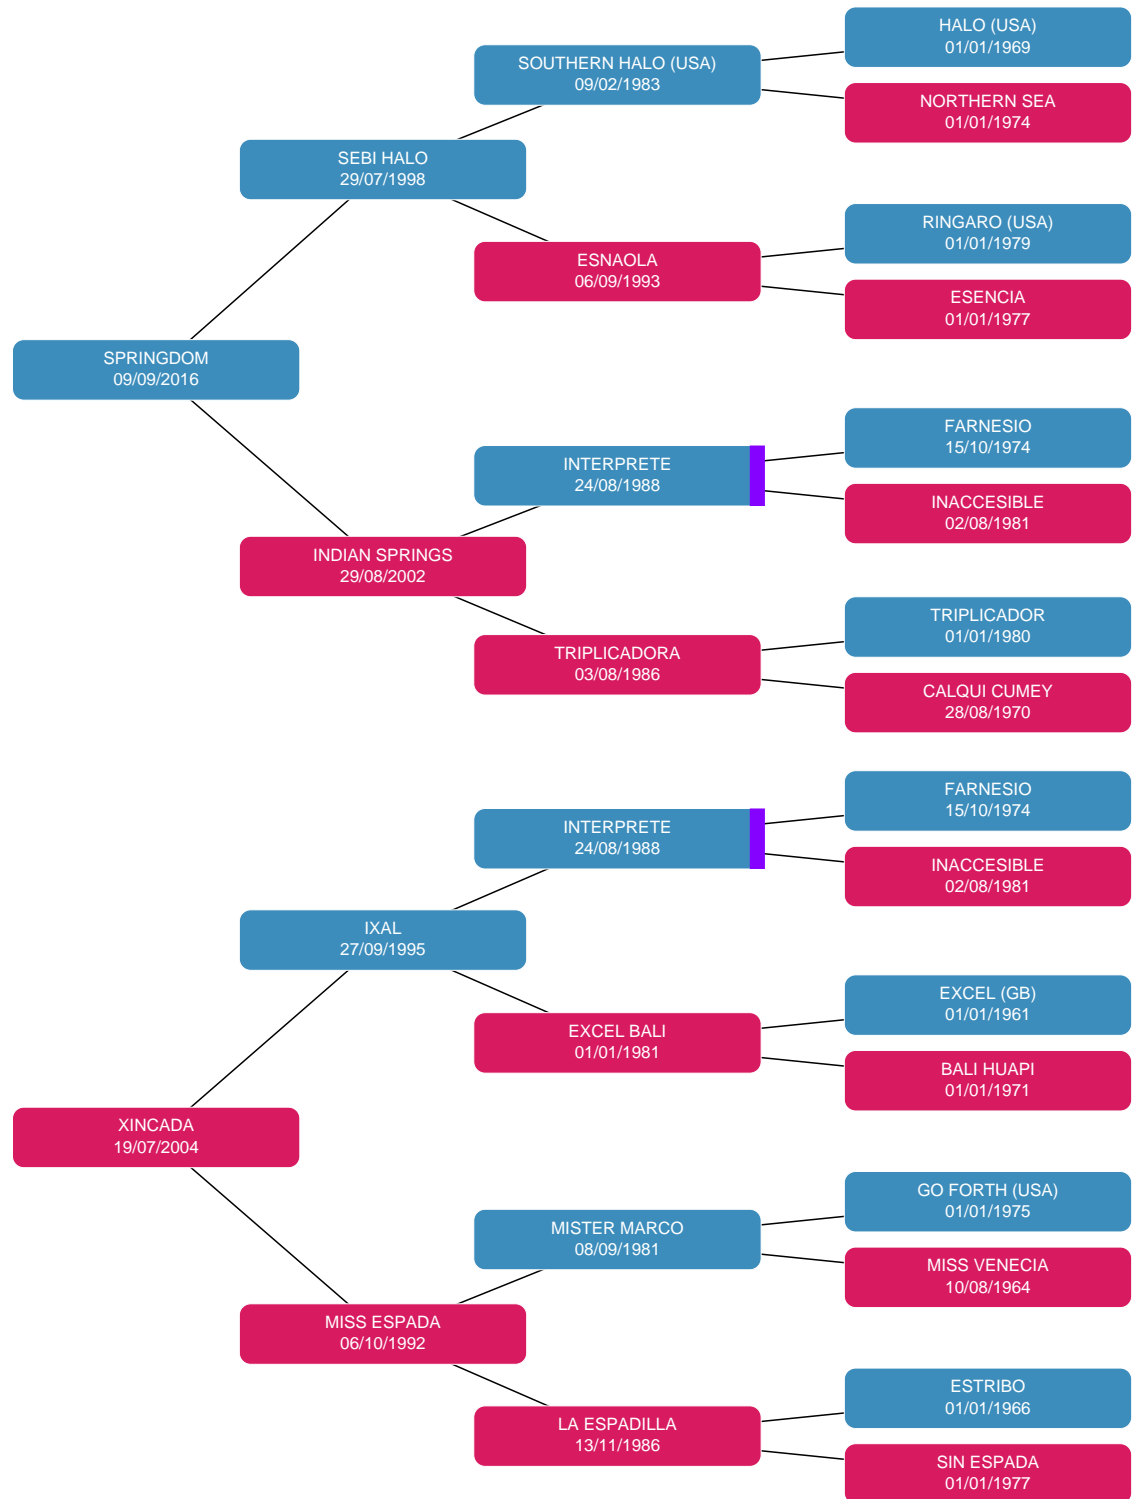 HALO (USA)
01/01/1969
SOUTHERN HALO (USA)
09/02/1983
NORTHERN SEA
01/01/1974
SEBI HALO
29/07/1998
RINGARO (USA)
01/01/1979
ESNAOLA
06/09/1993
ESENCIA
01/01/1977
SPRINGDOM
09/09/2016
FARNESIO
15/10/1974
INTERPRETE
24/08/1988
INACCESIBLE
02/08/1981
INDIAN SPRINGS
29/08/2002
TRIPLICADOR
01/01/1980
TRIPLICADORA
03/08/1986
CALQUI CUMEY
28/08/1970
FARNESIO
15/10/1974
INTERPRETE
24/08/1988
INACCESIBLE
02/08/1981
IXAL
27/09/1995
EXCEL (GB)
01/01/1961
EXCEL BALI
01/01/1981
BALI HUAPI
01/01/1971
XINCADA
19/07/2004
GO FORTH (USA)
01/01/1975
MISTER MARCO
08/09/1981
MISS VENECIA
10/08/1964
MISS ESPADA
06/10/1992
ESTRIBO
01/01/1966
LA ESPADILLA
13/11/1986
SIN ESPADA
01/01/1977